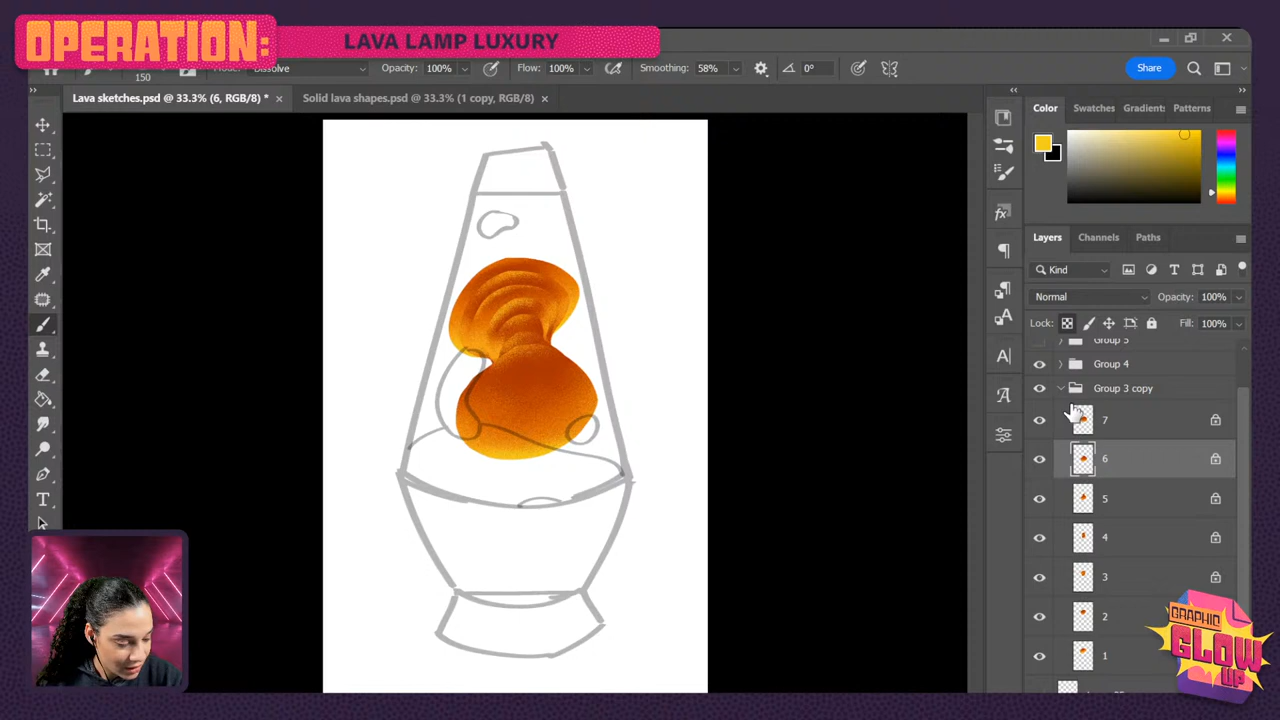 OPERATION:
LAVA LAMP LUXURY
150
Dissolve
Opacity: 100%
Flow: 100%
Smoothing: 58%
0°
Share
Lava sketches.psd @ 33.3% (6, RGB/8) *
Solid lava shapes.psd @ 33.3% (1 copy, RGB/8)
Color
Swatches
Gradient:
Patterns
Layers
Channels
Paths
Kind
Normal
Opacity: 100%
Lock:
Fill: 100%
Group 5
Group 4
Group 3 copy
7
6
5
4
3
2
1
GRAPHIC
GLOW
UP